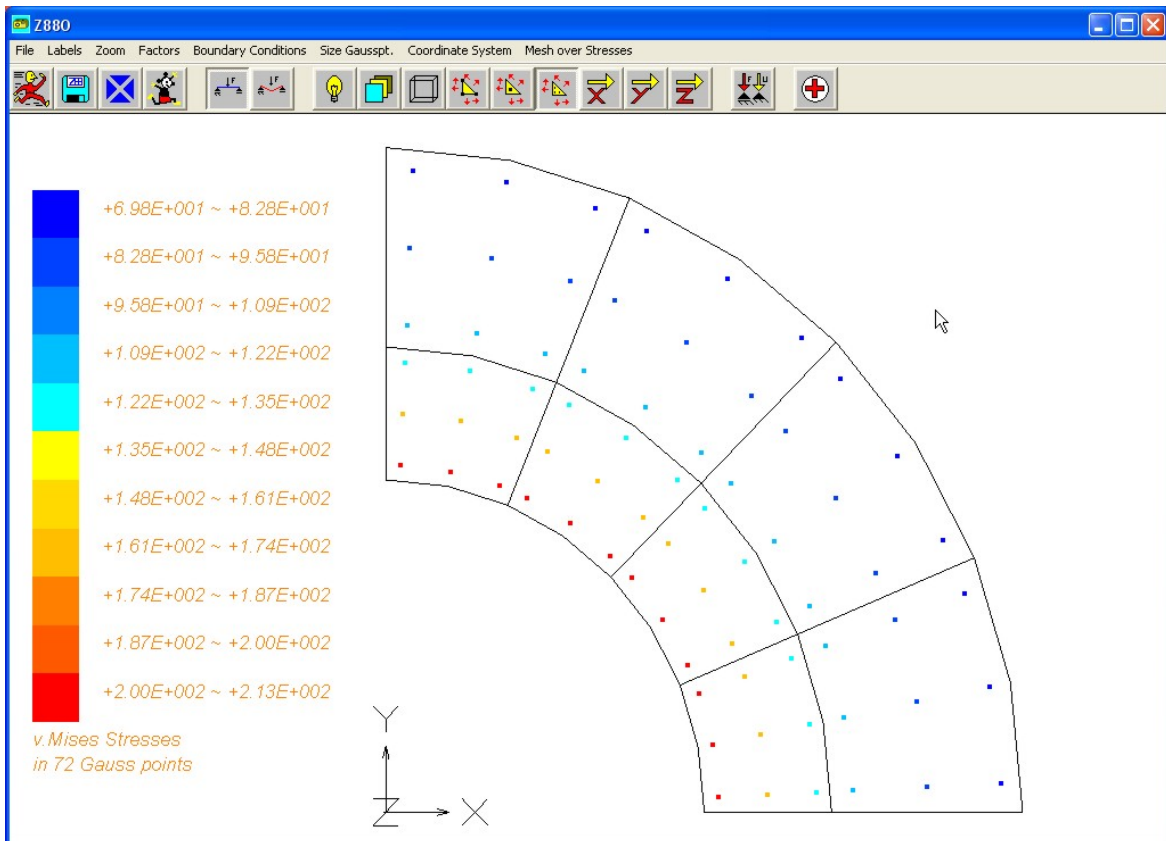 Z88O
File Labels Zoom Factors Boundary Conditions Size Gausspt. Coordinate System Mesh over Stresses
+6.98E+001 ~ +8.28E+001
+8.28E+001 ~ +9.58E+001
+9.58E+001 ~ +1.09E+002
+1.09E+002 ~ +1.22E+002
+1.22E+002 ~ +1.35E+002
+1.35E+002 ~ +1.48E+002
+1.48E+002 ~ +1.61E+002
+1.61E+002 ~ +1.74E+002
+1.74E+002 ~ +1.87E+002
+1.87E+002 ~ +2.00E+002
+2.00E+002 ~ +2.13E+002
v.Mises Stresses
in 72 Gauss points
Y
Z X